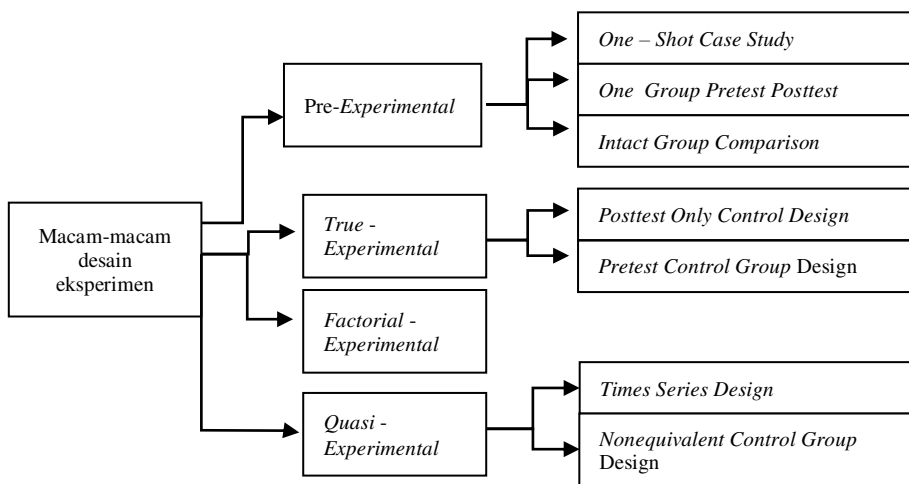 Macam-macam
desain
eksperimen
Pre-Experimental
One – Shot Case Study
One Group Pretest Posttest
Intact Group Comparison
True -
Experimental
Posttest Only Control Design
Pretest Control Group Design
Factorial -
Experimental
Quasi -
Experimental
Times Series Design
Nonequivalent Control Group
Design